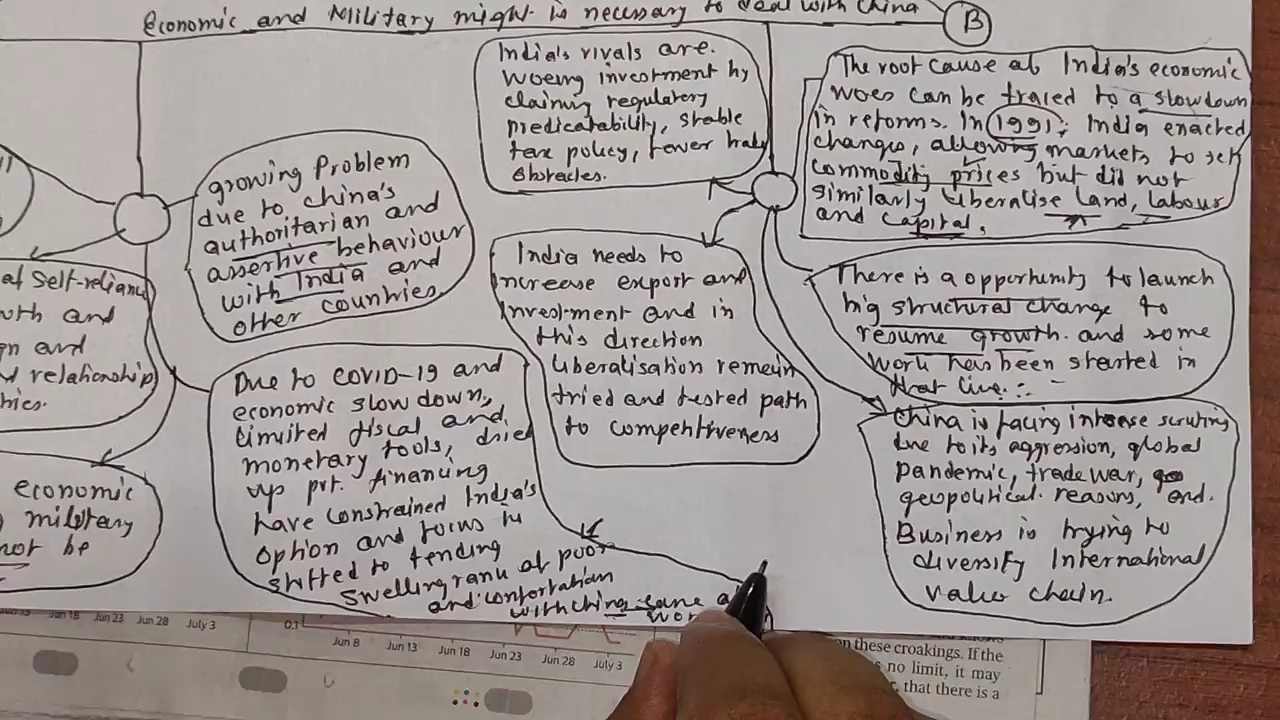 Economic and Military might is necessary to deal with China
B
India's rivals are.
woeing investment by
claiming regulatory
predicatability, stable
tax policy, fewer trade
obstacles.
The root cause of India's economic
woes can be traced to a slowdown
in reforms. In 1991, India enacted
changes, allowing markets to set
commodity prices but did not
similarly liberalise land, labour
and capital.
growing Problem
due to China's
authoritarian and
assertive behaviour
with India and
other countries
India needs to
increase export and
Investment and in
this direction
liberalisation remain
tried and tested path
to competitiveness
There is a opportunity to launch
big structural change to
resume growth. and some
work has been started in
that line.
China is facing intense scrutiny
due to its aggression, global
pandemic, trade war,
geopolitical reasons, and.
Business is trying to
diversify International
value chain.
Due to COVID-19 and
economic slow down,
limited fiscal and
monetary tools, dried
up pvt. financing
have constrained India's
option and focus is
shifted to tending
swelling rank of poor
and confortation
with China same
self-reliance
and
and
relationship
economic
military
not be
Jun 18 Jun 23 Jun 28 July 3
0.1
Jun 8 Jun 13 Jun 18 Jun 23 Jun 28 July 3
on these croakings. If the
no limit, it may
that there is a